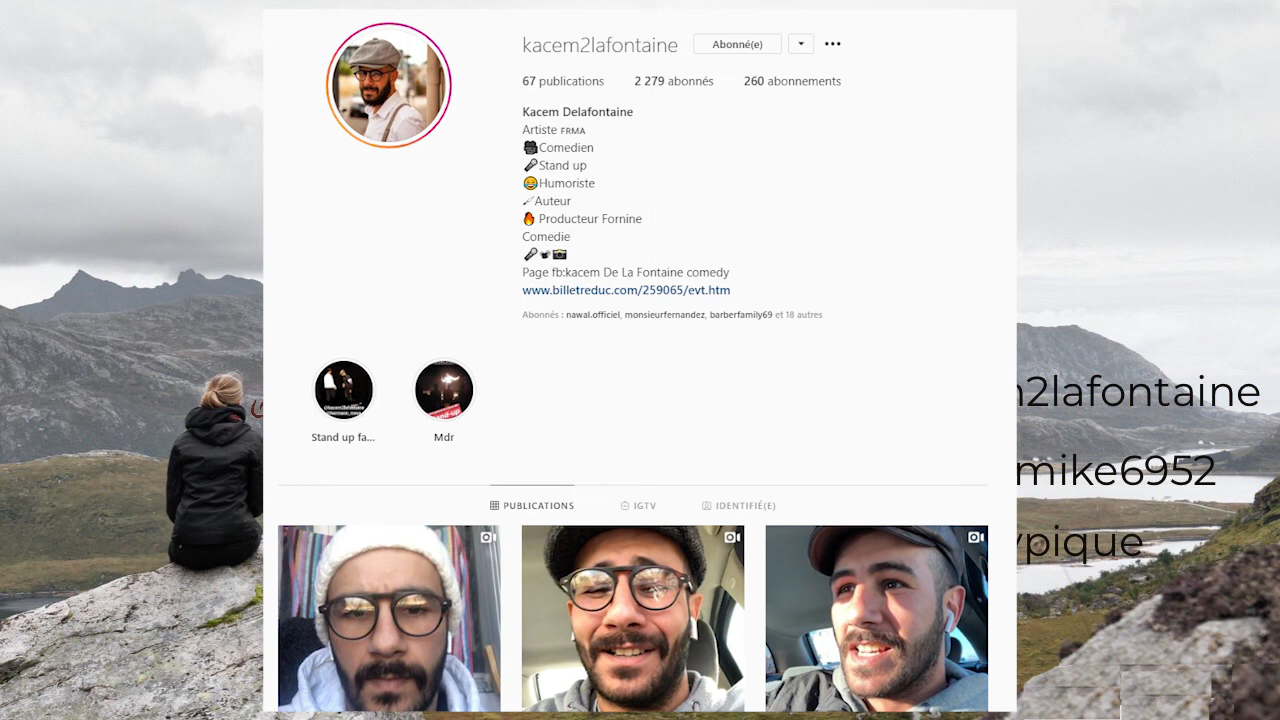 kacem2lafontaine Abonné(e)
67 publications 2 279 abonnés 260 abonnements
Kacem Delafontaine
Artiste FRMA
Comedien
Stand up
Humoriste
Auteur
Producteur Fornine
Comedie
Page fb:kacem De La Fontaine comedy
www.billetreduc.com/259065/evt.htm
Abonnés : nawal.officiel, monsieurfernandez, barberfamily69 et 18 autres
2lafontaine
mike6952
pique
Stand up fa... Mdr
PUBLICATIONS IGTV IDENTIFIÉ(E)